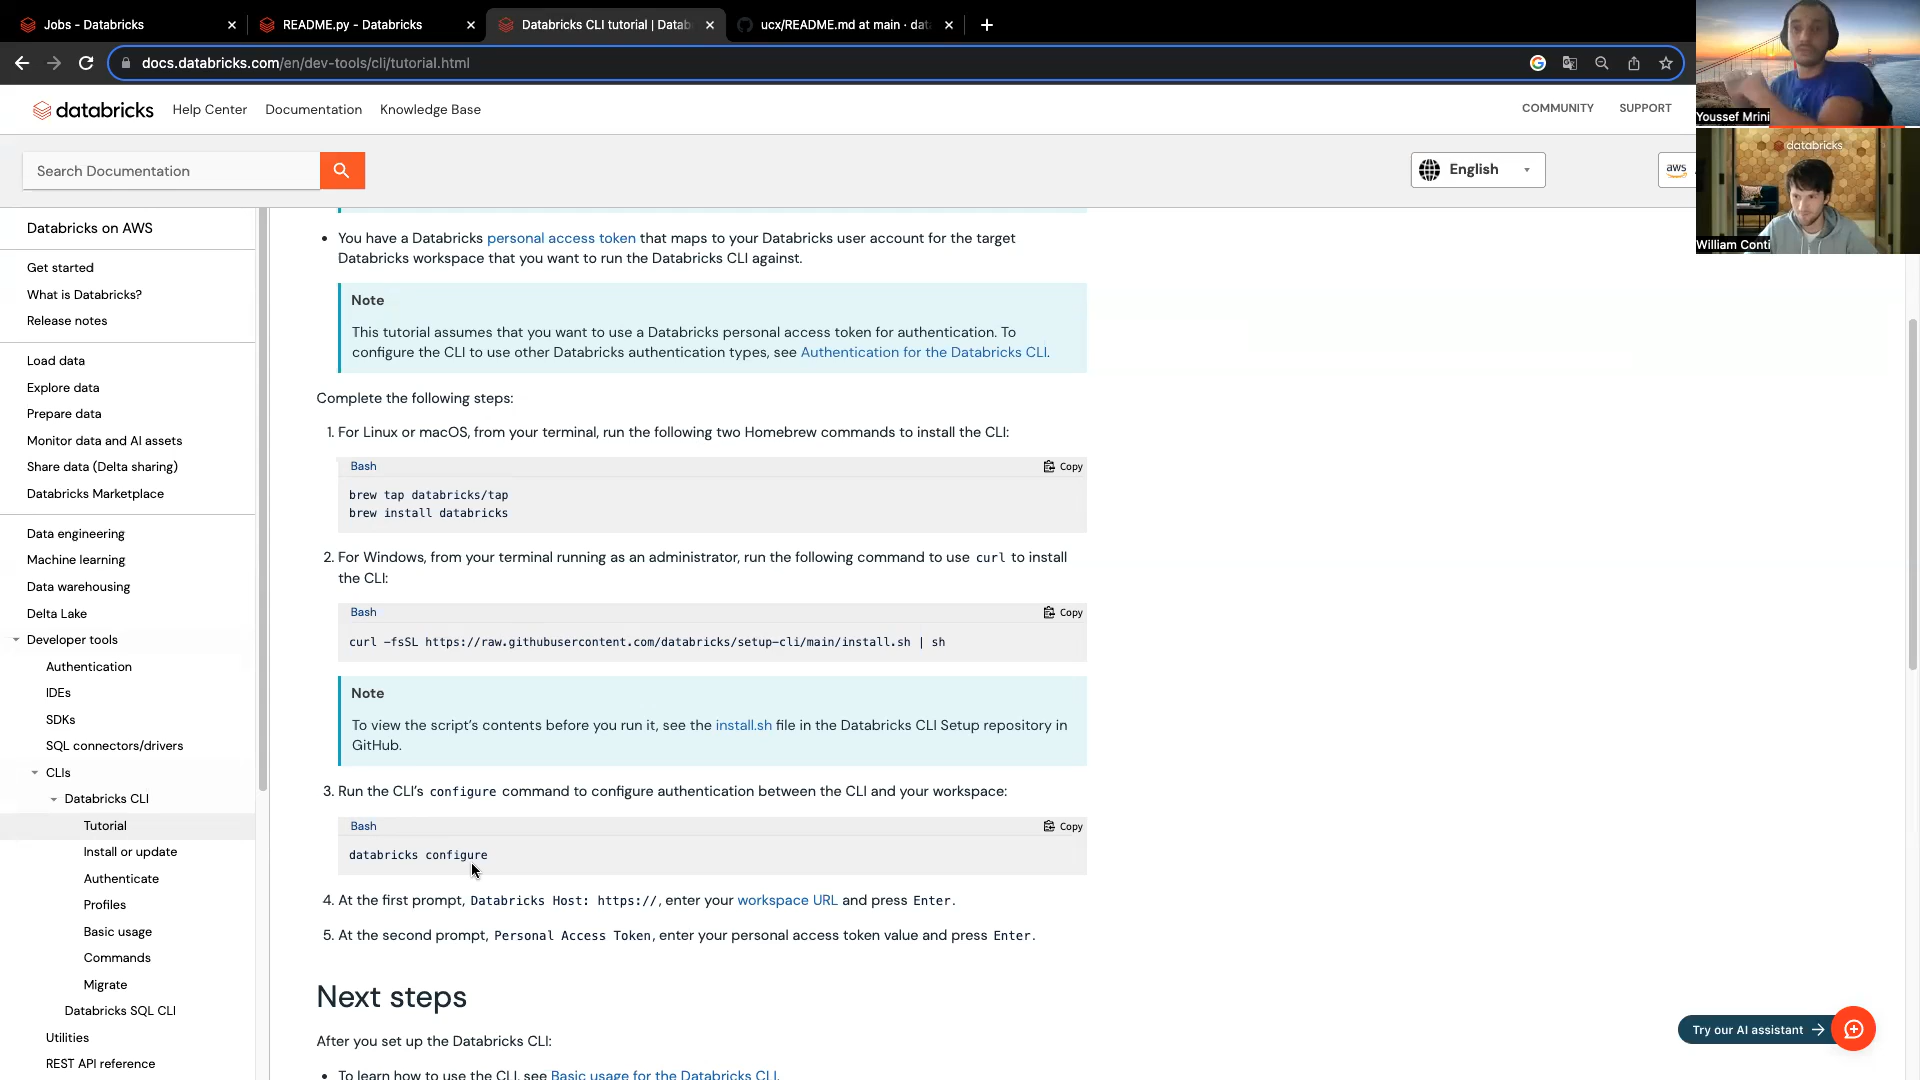 Jobs - Databricks
README.py - Databricks
Databricks CLI tutorial | Datab
ucx/README.md at main · dat
docs.databricks.com/en/dev-tools/cli/tutorial.html
databricks
Help Center
Documentation
Knowledge Base
COMMUNITY
SUPPORT
Youssef Mrini
databricks
William Conti
Search Documentation
English
aws
Databricks on AWS
Get started
What is Databricks?
Release notes
Load data
Explore data
Prepare data
Monitor data and AI assets
Share data (Delta sharing)
Databricks Marketplace
Data engineering
Machine learning
Data warehousing
Delta Lake
Developer tools
Authentication
IDEs
SDKs
SQL connectors/drivers
CLIs
Databricks CLI
Tutorial
Install or update
Authenticate
Profiles
Basic usage
Commands
Migrate
Databricks SQL CLI
Utilities
REST API reference
• You have a Databricks personal access token that maps to your Databricks user account for the target
Databricks workspace that you want to run the Databricks CLI against.
Note
This tutorial assumes that you want to use a Databricks personal access token for authentication. To
configure the CLI to use other Databricks authentication types, see Authentication for the Databricks CLI.
Complete the following steps:
1. For Linux or macOS, from your terminal, run the following two Homebrew commands to install the CLI:
Bash
Copy
brew tap databricks/tap
brew install databricks
2. For Windows, from your terminal running as an administrator, run the following command to use curl to install
the CLI:
Bash
Copy
curl -fsSL https://raw.githubusercontent.com/databricks/setup-cli/main/install.sh | sh
Note
To view the script's contents before you run it, see the install.sh file in the Databricks CLI Setup repository in
GitHub.
3. Run the CLI's configure command to configure authentication between the CLI and your workspace:
Bash
Copy
databricks configure
4. At the first prompt, Databricks Host: https://, enter your workspace URL and press Enter.
5. At the second prompt, Personal Access Token, enter your personal access token value and press Enter.
Next steps
After you set up the Databricks CLI:
• To learn how to use the CLI, see Basic usage for the Databricks CLI.
Try our AI assistant